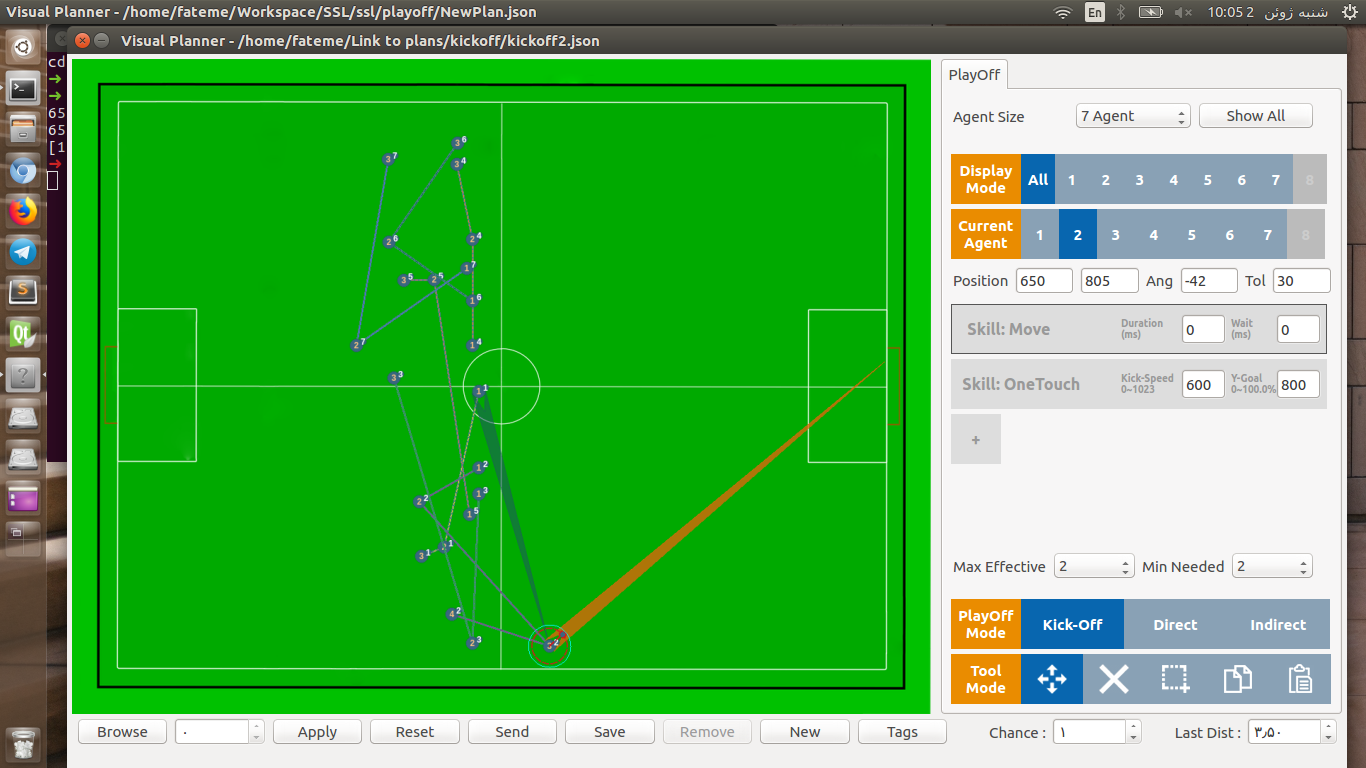 Visual Planner - /home/fateme/Workspace/SSL/ssl/playoff/NewPlan.json
En
شنبه ژوئن 2 10:05
Visual Planner - /home/fateme/Link to plans/kickoff/kickoff2.json
cd
65
65
[1
PlayOff
Agent Size 7 Agent Show All
Display Mode All 1 2 3 4 5 6 7 8
Current Agent 1 2 3 4 5 6 7 8
Position 650 805 Ang -42 Tol 30
Skill: Move Duration (ms) 0 Wait (ms) 0
Skill: OneTouch Kick-Speed 0~1023 600 Y-Goal 0~100.0% 800
+
Max Effective 2 Min Needed 2
PlayOff Mode Kick-Off Direct Indirect
Tool Mode
3 6
3 7
3 4
2 4
2 6
1 7
3 5
2 5
1 6
2 7
1 4
3 3
1 1
1 2
1 3
2 2
1 5
2 1
3 1
4 2
2 3
2
Browse ۰ Apply Reset Send Save Remove New Tags Chance : ۱ Last Dist : ۳٫۵۰